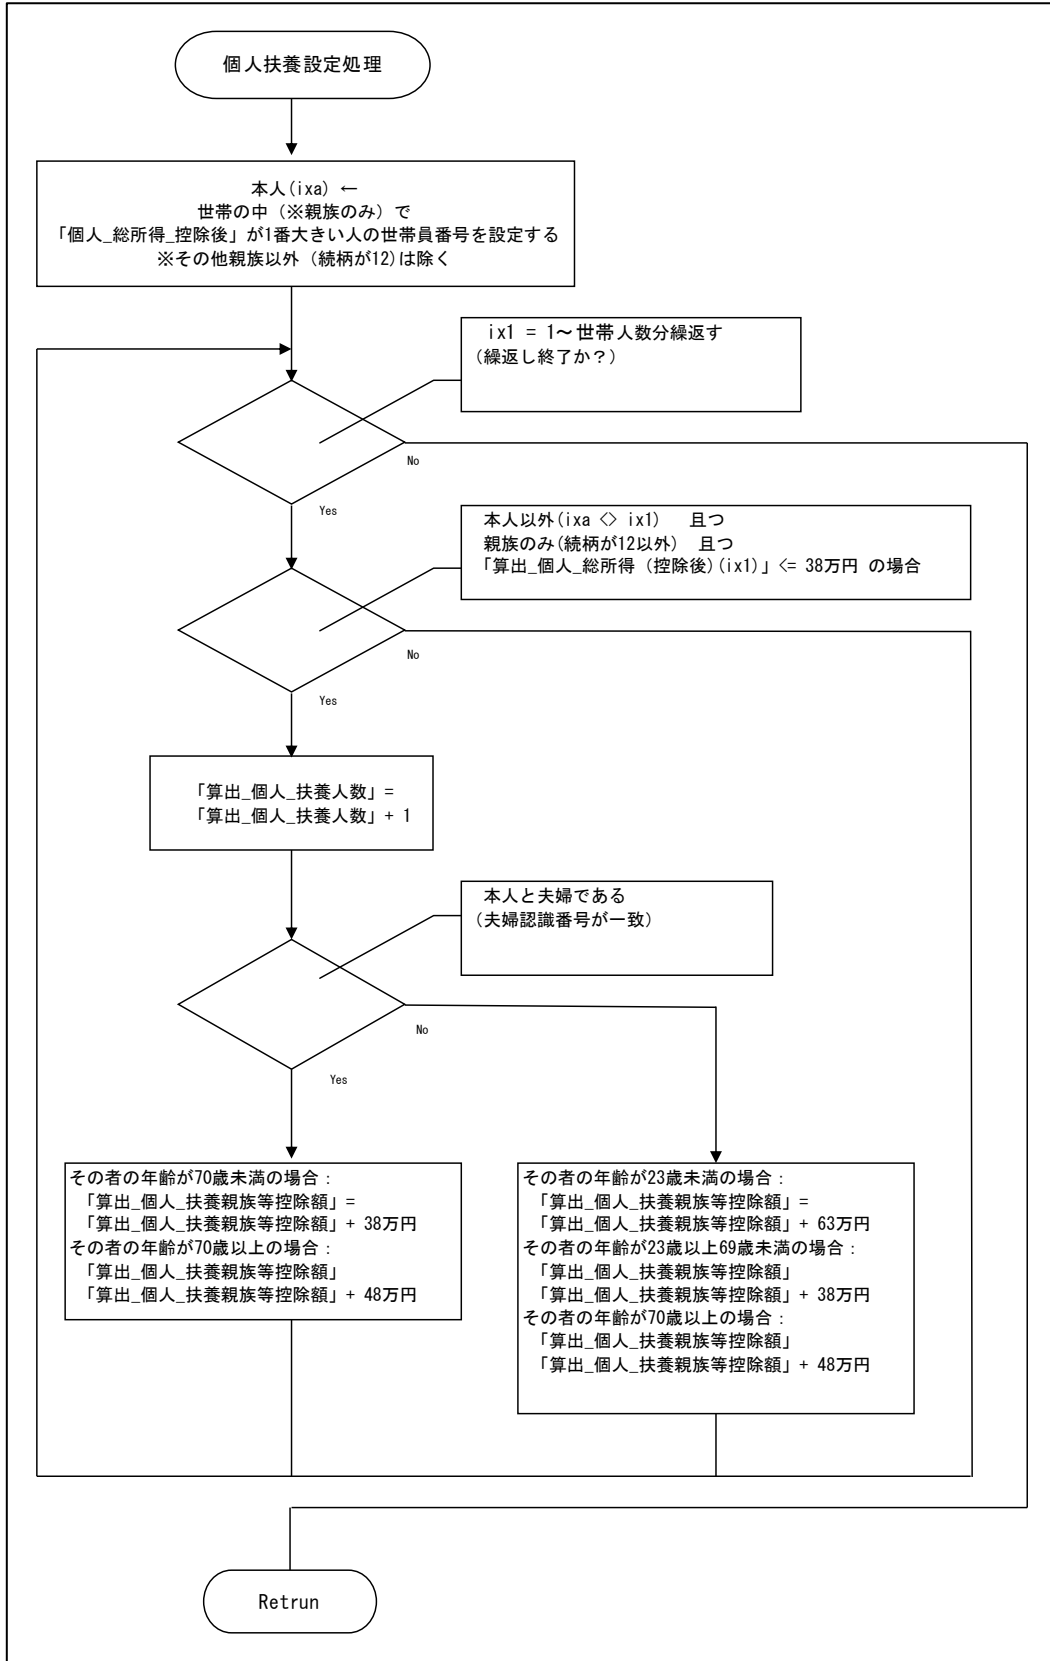 個人扶養設定処理
本人(ixa) ←
世帯の中（※親族のみ）で
「個人_総所得_控除後」が1番大きい人の世帯員番号を設定する
※その他親族以外（続柄が12)は除く
ix1 = 1～世帯人数分繰返す
(繰返し終了か？)
No
Yes
本人以外(ixa <> ix1)　且つ
親族のみ(続柄が12以外)　且つ
「算出_個人_総所得（控除後）(ix1)」<= 38万円 の場合
No
Yes
「算出_個人_扶養人数」=
「算出_個人_扶養人数」+ 1
本人と夫婦である
(夫婦認識番号が一致)
No
Yes
その者の年齢が70歳未満の場合：
「算出_個人_扶養親族等控除額」=
「算出_個人_扶養親族等控除額」+ 38万円
その者の年齢が70歳以上の場合：
「算出_個人_扶養親族等控除額」
「算出_個人_扶養親族等控除額」+ 48万円
その者の年齢が23歳未満の場合：
「算出_個人_扶養親族等控除額」=
「算出_個人_扶養親族等控除額」+ 63万円
その者の年齢が23歳以上69歳未満の場合：
「算出_個人_扶養親族等控除額」
「算出_個人_扶養親族等控除額」+ 38万円
その者の年齢が70歳以上の場合：
「算出_個人_扶養親族等控除額」
「算出_個人_扶養親族等控除額」+ 48万円
Retrun